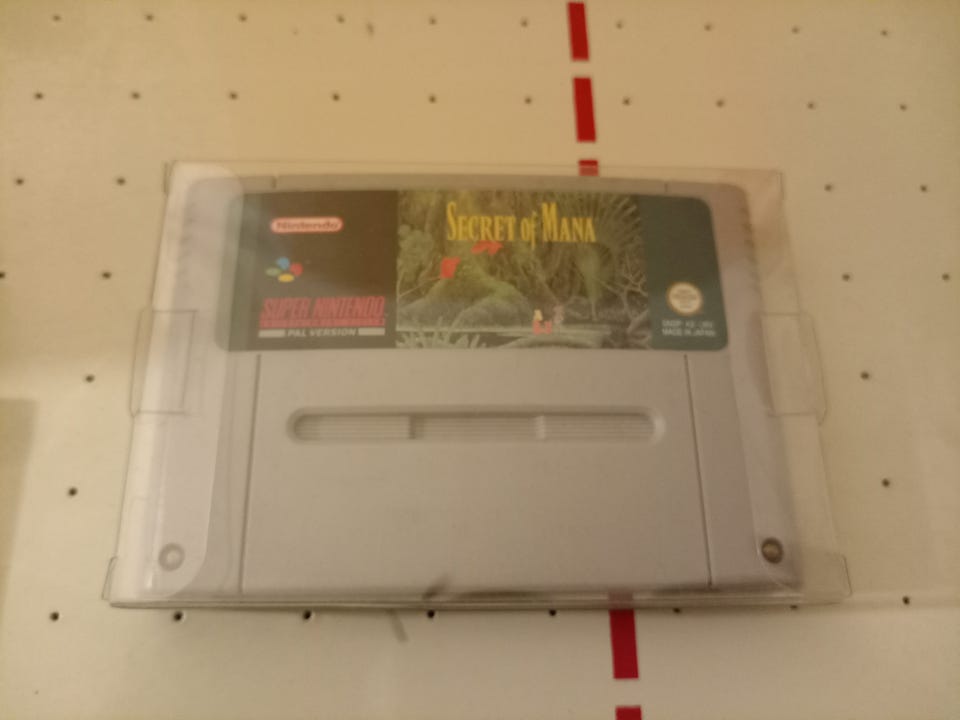 Nintendo
SECRET of MANA
SUPER NINTENDO
PAL VERSION
MADE IN JAPAN